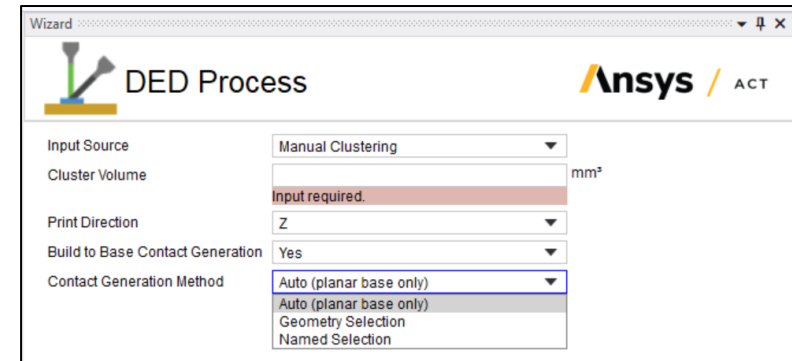 Wizard
DED Process
Ansys / ACT
Input Source Manual Clustering
Cluster Volume mm³
Input required.
Print Direction Z
Build to Base Contact Generation Yes
Contact Generation Method Auto (planar base only)
Auto (planar base only)
Geometry Selection
Named Selection